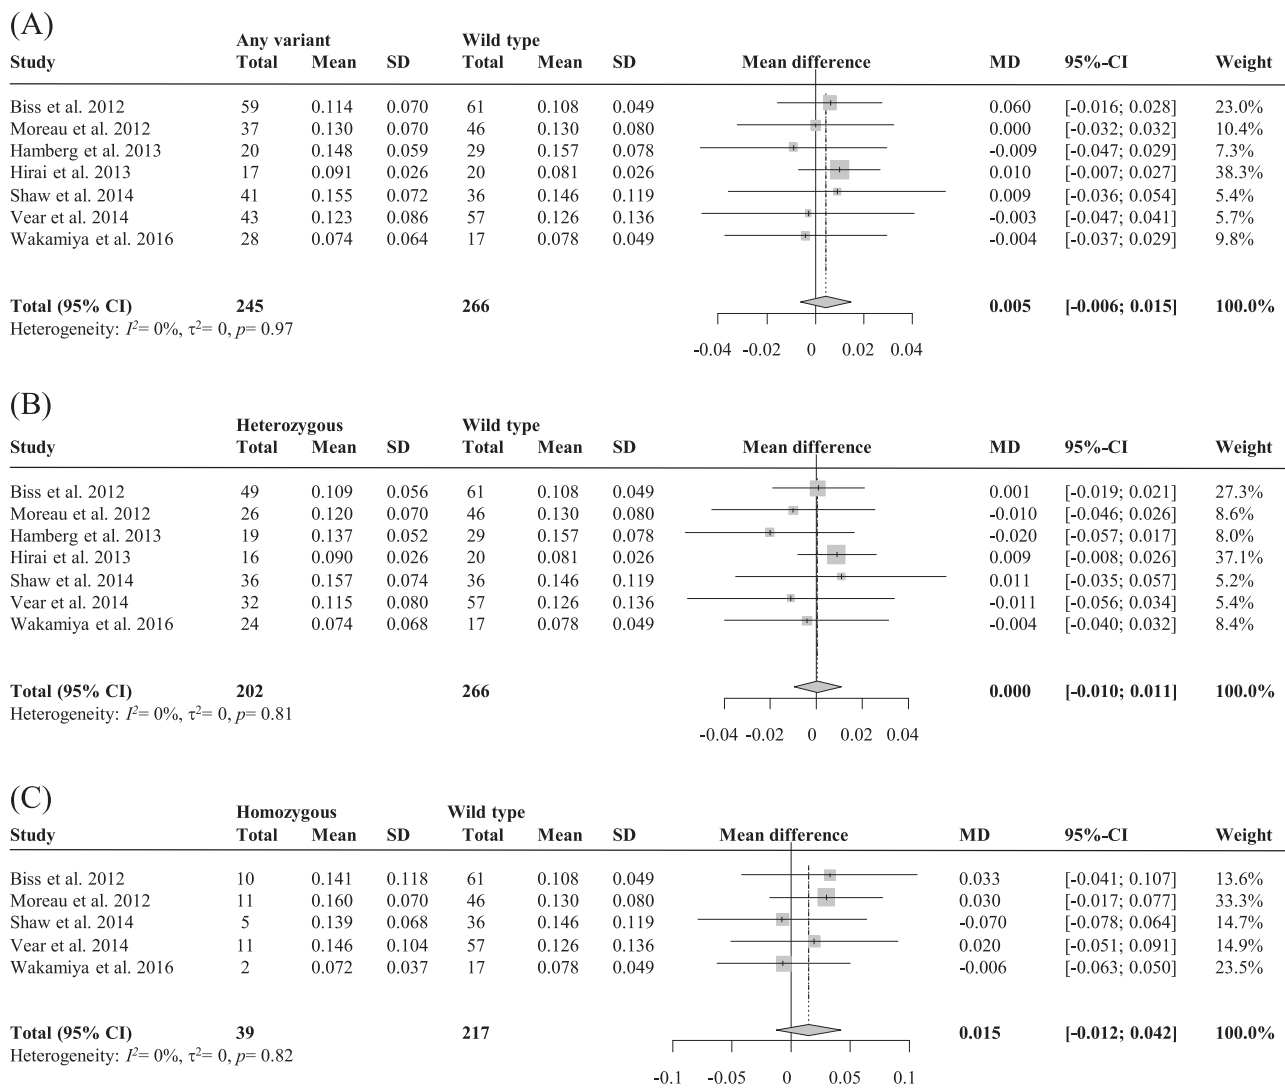 (A)
Any variant Wild type
Study Total Mean SD Total Mean SD Mean difference MD 95%-CI Weight
Biss et al. 2012 59 0.114 0.070 61 0.108 0.049 0.060 [-0.016; 0.028] 23.0%
Moreau et al. 2012 37 0.130 0.070 46 0.130 0.080 0.000 [-0.032; 0.032] 10.4%
Hamberg et al. 2013 20 0.148 0.059 29 0.157 0.078 -0.009 [-0.047; 0.029] 7.3%
Hirai et al. 2013 17 0.091 0.026 20 0.081 0.026 0.010 [-0.007; 0.027] 38.3%
Shaw et al. 2014 41 0.155 0.072 36 0.146 0.119 0.009 [-0.036; 0.054] 5.4%
Vear et al. 2014 43 0.123 0.086 57 0.126 0.136 -0.003 [-0.047; 0.041] 5.7%
Wakamiya et al. 2016 28 0.074 0.064 17 0.078 0.049 -0.004 [-0.037; 0.029] 9.8%
Total (95% CI) 245 266 0.005 [-0.006; 0.015] 100.0%
Heterogeneity: I²= 0%, τ²= 0, p= 0.97
-0.04 -0.02 0 0.02 0.04
(B)
Heterozygous Wild type
Study Total Mean SD Total Mean SD Mean difference MD 95%-CI Weight
Biss et al. 2012 49 0.109 0.056 61 0.108 0.049 0.001 [-0.019; 0.021] 27.3%
Moreau et al. 2012 26 0.120 0.070 46 0.130 0.080 -0.010 [-0.046; 0.026] 8.6%
Hamberg et al. 2013 19 0.137 0.052 29 0.157 0.078 -0.020 [-0.057; 0.017] 8.0%
Hirai et al. 2013 16 0.090 0.026 20 0.081 0.026 0.009 [-0.008; 0.026] 37.1%
Shaw et al. 2014 36 0.157 0.074 36 0.146 0.119 0.011 [-0.035; 0.057] 5.2%
Vear et al. 2014 32 0.115 0.080 57 0.126 0.136 -0.011 [-0.056; 0.034] 5.4%
Wakamiya et al. 2016 24 0.074 0.068 17 0.078 0.049 -0.004 [-0.040; 0.032] 8.4%
Total (95% CI) 202 266 0.000 [-0.010; 0.011] 100.0%
Heterogeneity: I²= 0%, τ²= 0, p= 0.81
-0.04 -0.02 0 0.02 0.04
(C)
Homozygous Wild type
Study Total Mean SD Total Mean SD Mean difference MD 95%-CI Weight
Biss et al. 2012 10 0.141 0.118 61 0.108 0.049 0.033 [-0.041; 0.107] 13.6%
Moreau et al. 2012 11 0.160 0.070 46 0.130 0.080 0.030 [-0.017; 0.077] 33.3%
Shaw et al. 2014 5 0.139 0.068 36 0.146 0.119 -0.070 [-0.078; 0.064] 14.7%
Vear et al. 2014 11 0.146 0.104 57 0.126 0.136 0.020 [-0.051; 0.091] 14.9%
Wakamiya et al. 2016 2 0.072 0.037 17 0.078 0.049 -0.006 [-0.063; 0.050] 23.5%
Total (95% CI) 39 217 0.015 [-0.012; 0.042] 100.0%
Heterogeneity: I²= 0%, τ²= 0, p= 0.82
-0.1 -0.05 0 0.05 0.1